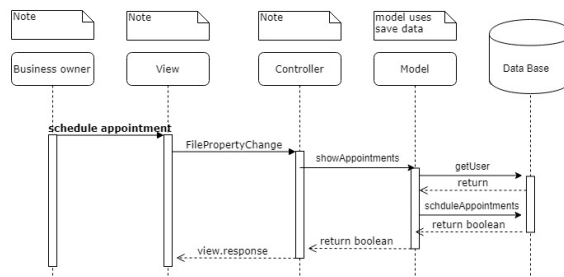 Note
Note
Note
model uses
save data
Business owner
View
Controller
Model
Data Base
schedule appointment
FilePropertyChange
showAppointments
getUser
return
schduleAppointments
return boolean
return boolean
view.response